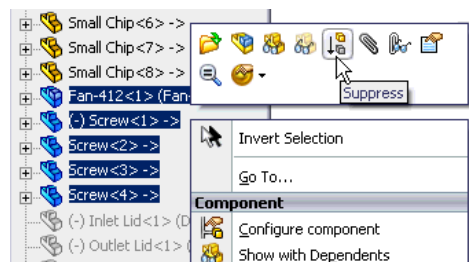 Small Chip<6> ->
Small Chip<7> ->
Small Chip<8> ->
Fan-412<1> (Fan-
(-) Screw<1> ->
Screw<2> ->
Screw<3> ->
Screw<4> ->
(-) Inlet Lid<1> (D
(-) Outlet Lid<1> (
Suppress
Invert Selection
Go To...
Component
Configure component
Show with Dependents